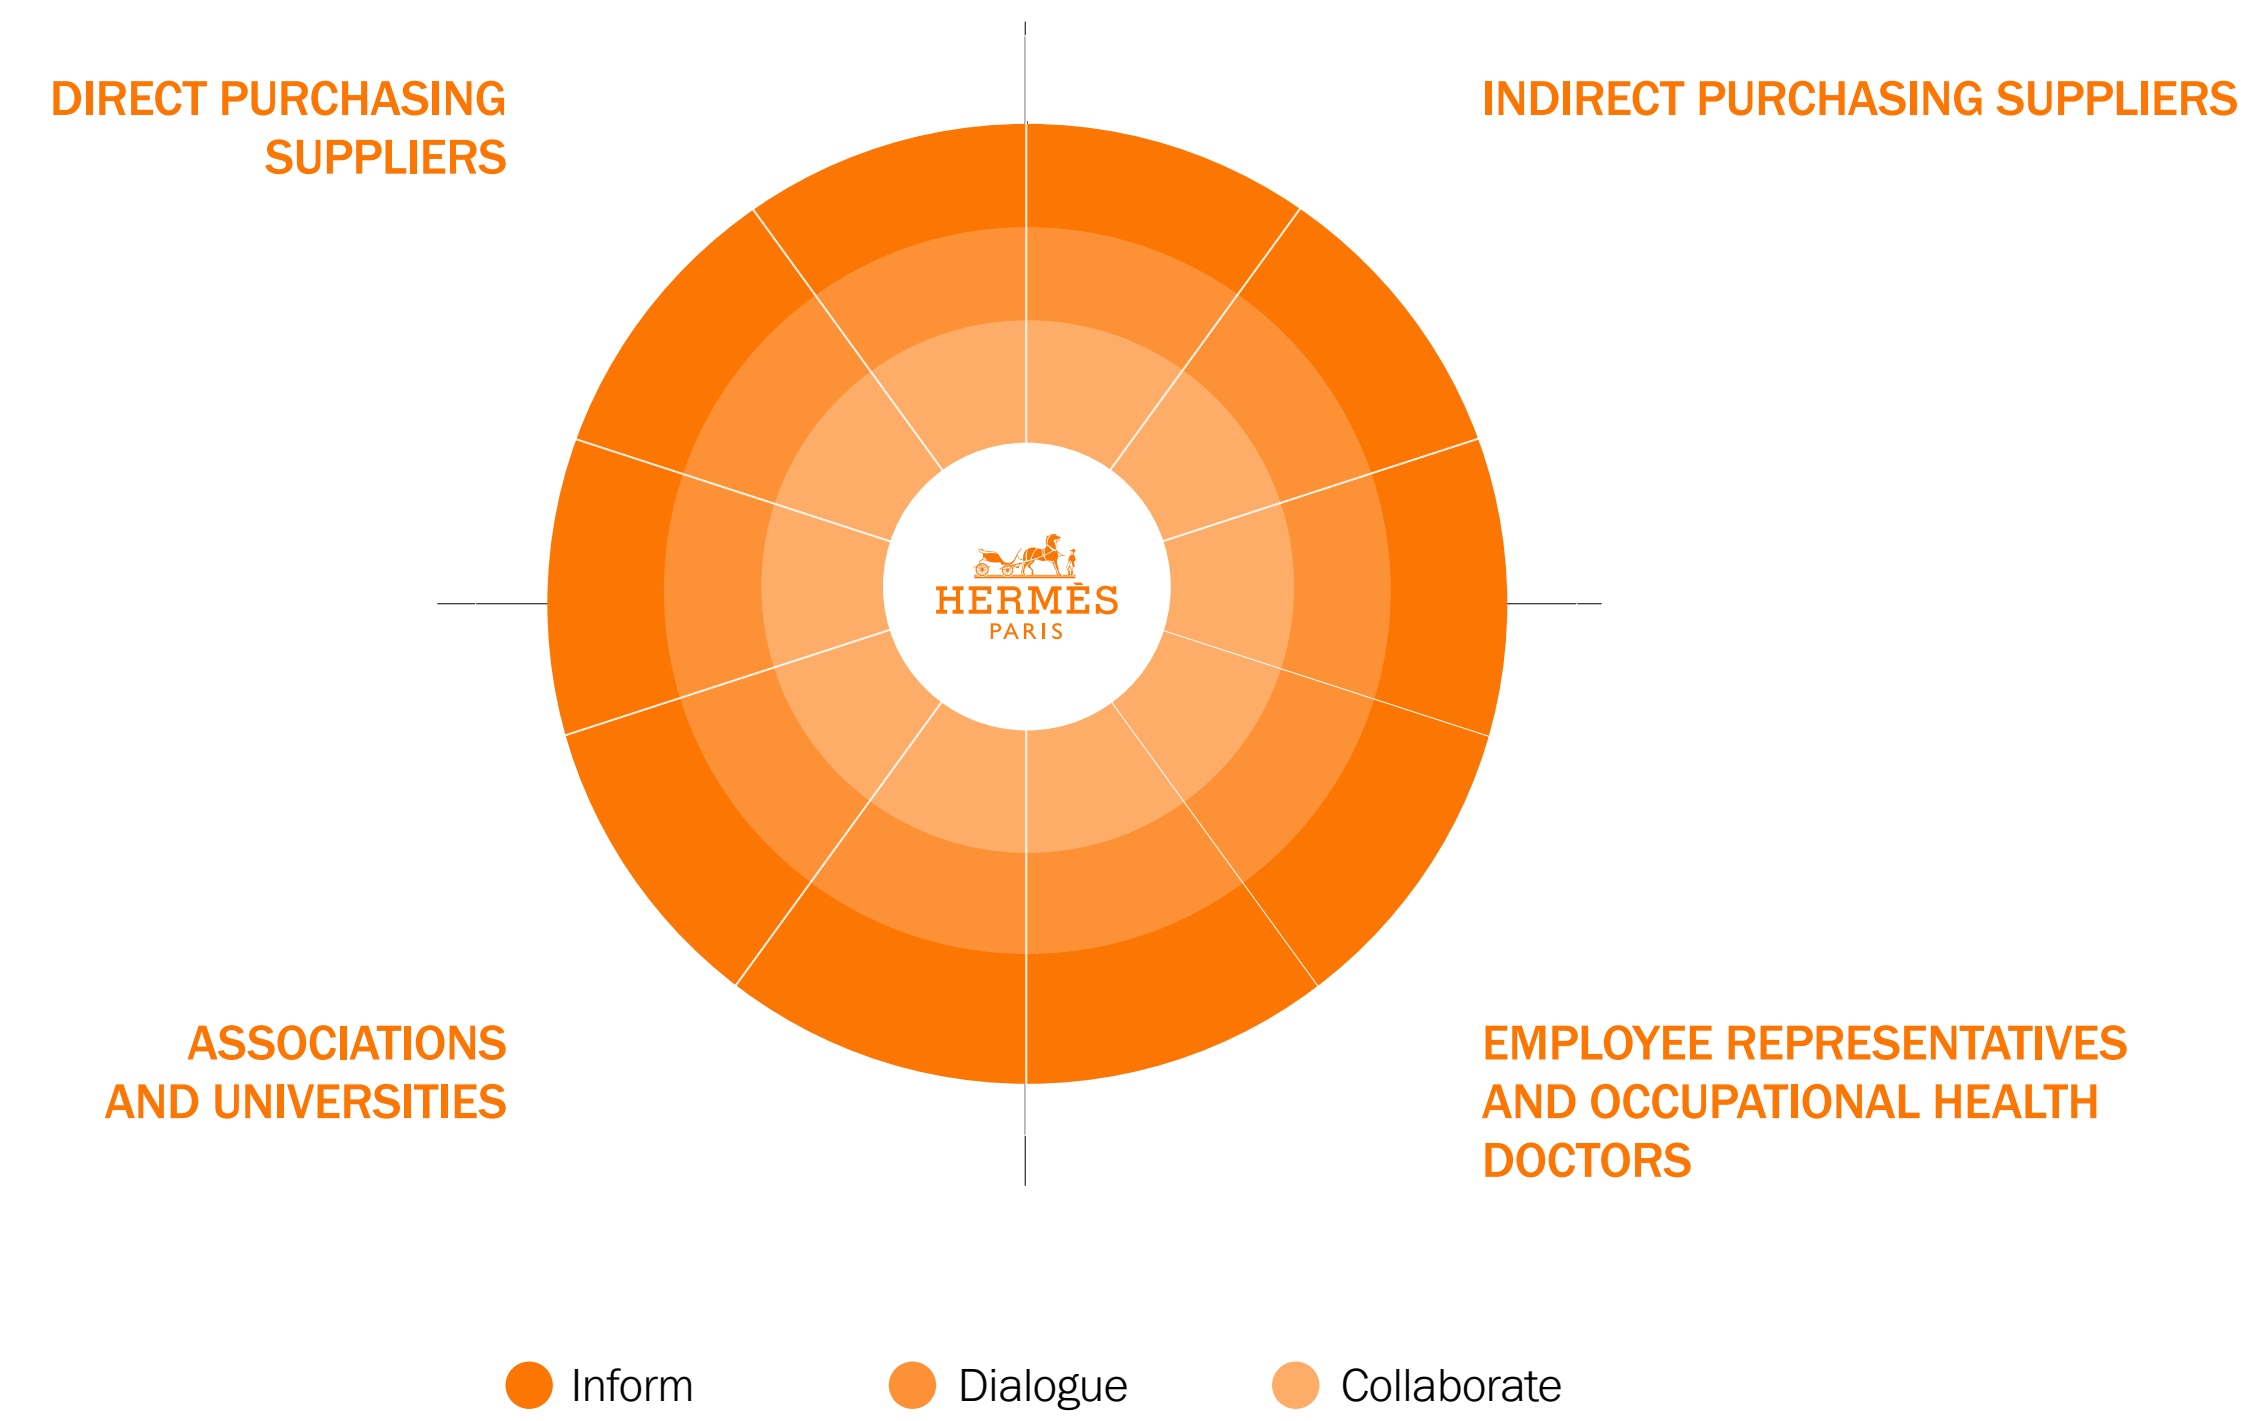 DIRECT PURCHASING
SUPPLIERS
INDIRECT PURCHASING SUPPLIERS
HERMÈS
PARIS
ASSOCIATIONS
AND UNIVERSITIES
EMPLOYEE REPRESENTATIVES
AND OCCUPATIONAL HEALTH
DOCTORS
Inform
Dialogue
Collaborate